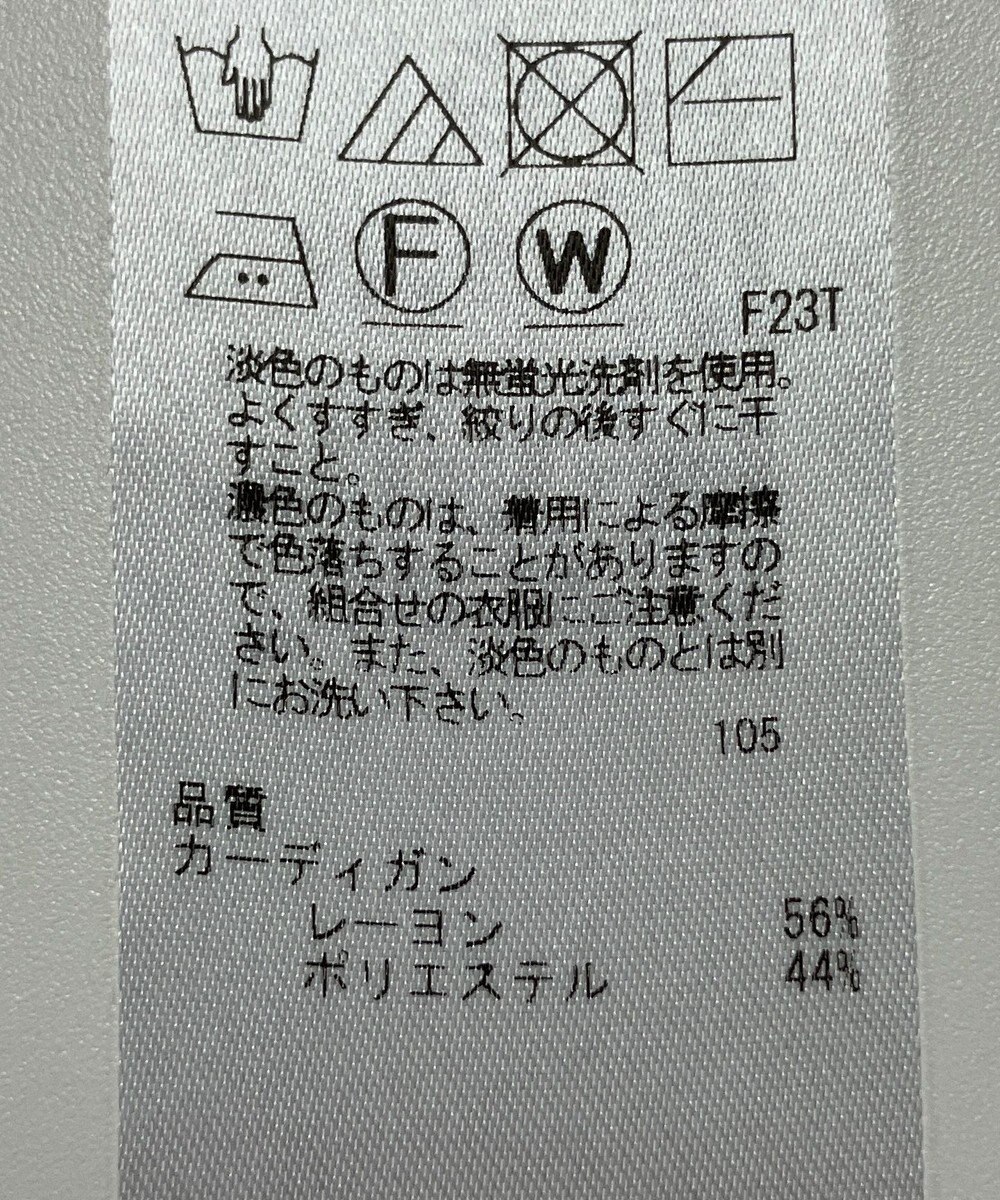 F W
F23T
淡色のものは無蛍光洗剤を使用。
よくすすぎ、絞りの後すぐに干
すこと。
濃色のものは、着用による摩擦
で色落ちすることがありますの
で、組合せの衣服にご注意くだ
さい。また、淡色のものとは別
にお洗い下さい。
105
品質
カーディガン
レーヨン 56%
ポリエステル 44%